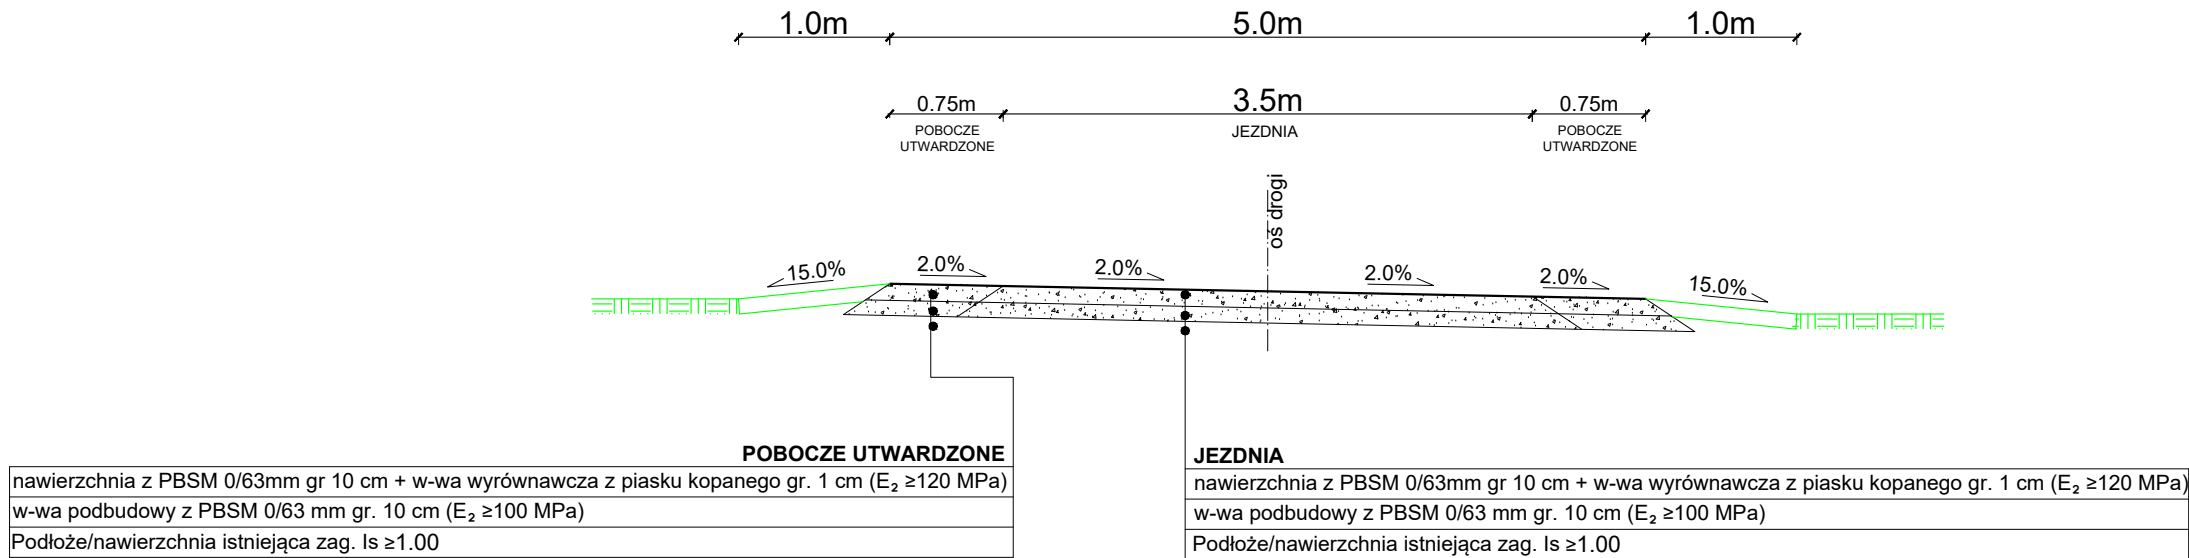 1.0m 5.0m 1.0m
0.75m 3.5m 0.75m
POBOCZE
UTWARDZONE
JEZDNIA
POBOCZE
UTWARDZONE
oś drogi
15.0% 2.0% 2.0% 2.0% 2.0% 15.0%
POBOCZE UTWARDZONE
nawierzchnia z PBSM 0/63mm gr 10 cm + w-wa wyrównawcza z piasku kopanego gr. 1 cm (E₂ ≥120 MPa)
w-wa podbudowy z PBSM 0/63 mm gr. 10 cm (E₂ ≥100 MPa)
Podłoże/nawierzchnia istniejąca zag. Is ≥1.00
JEZDNIA
nawierzchnia z PBSM 0/63mm gr 10 cm + w-wa wyrównawcza z piasku kopanego gr. 1 cm (E₂ ≥120 MPa)
w-wa podbudowy z PBSM 0/63 mm gr. 10 cm (E₂ ≥100 MPa)
Podłoże/nawierzchnia istniejąca zag. Is ≥1.00